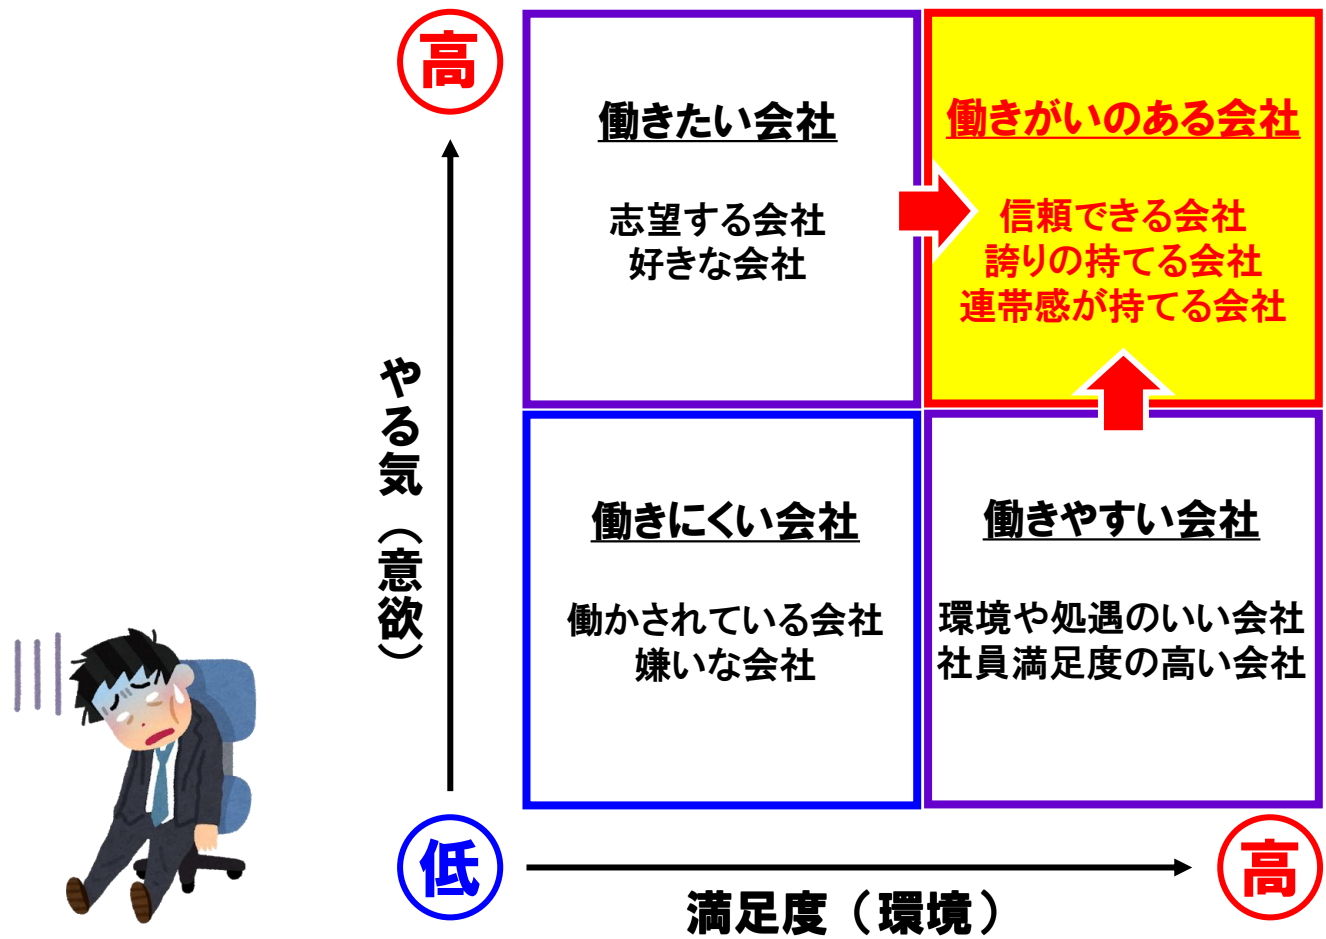 高
働きたい会社
志望する会社
好きな会社
働きがいのある会社
信頼できる会社
誇りの持てる会社
連帯感が持てる会社
やる気（意欲）
働きにくい会社
働かされている会社
嫌いな会社
働きやすい会社
環境や処遇のいい会社
社員満足度の高い会社
低
満足度（環境）
高